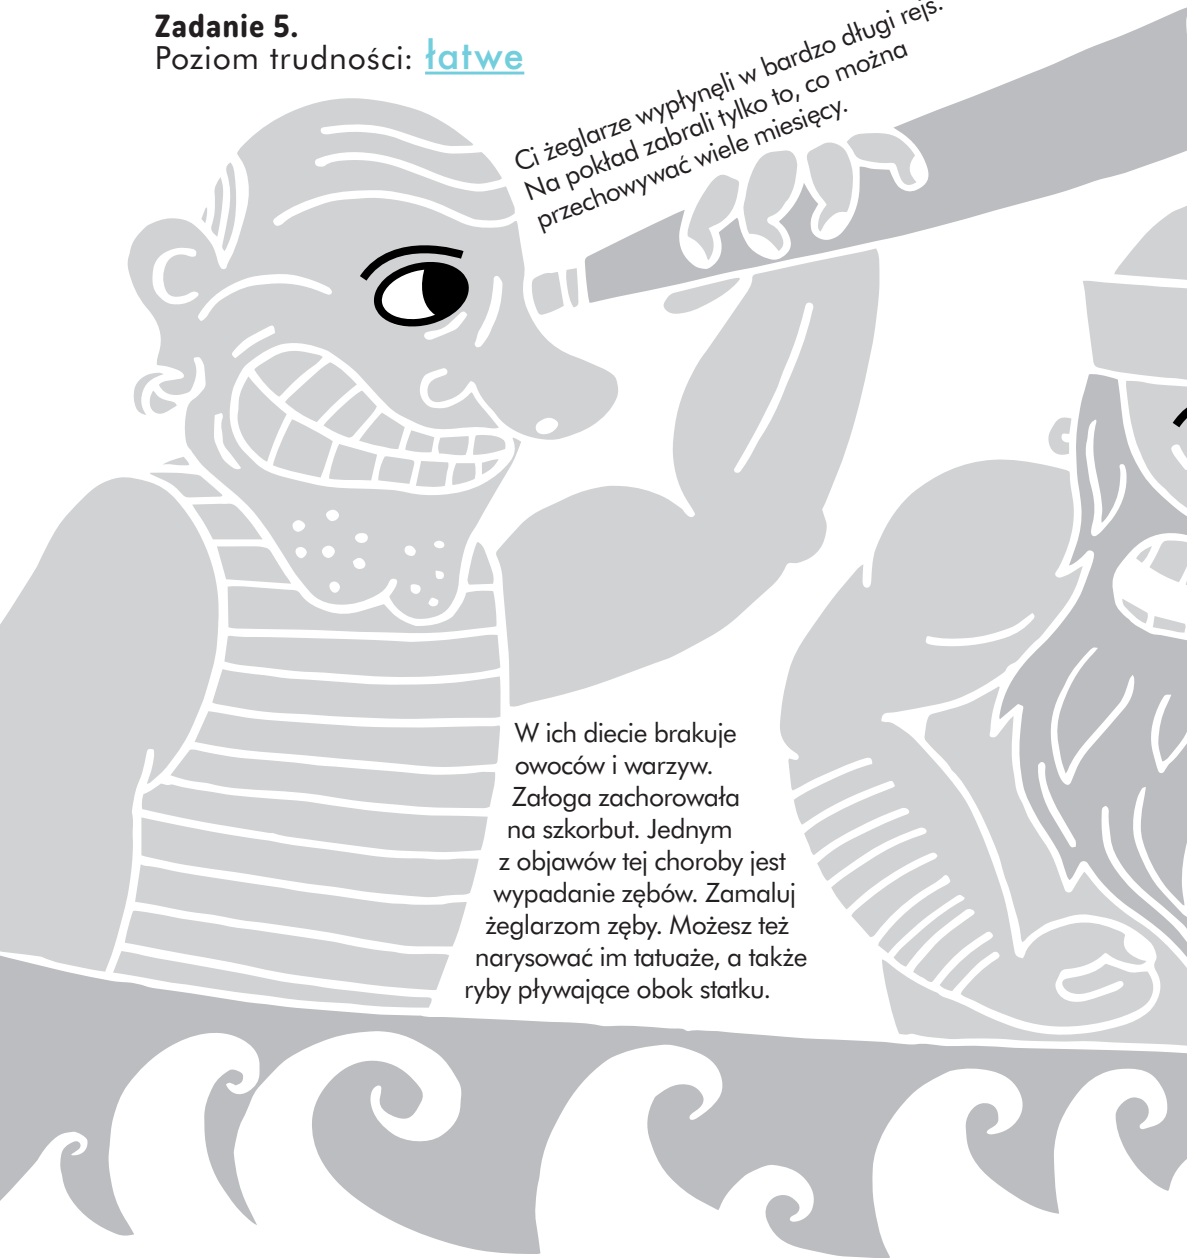 Zadanie 5.
Poziom trudności: łatwe
Ci żeglarze wypłynęli w bardzo długi rejs.
Na pokład zabrali tylko to, co można
przechowywać wiele miesięcy.
W ich diecie brakuje
owoców i warzyw.
Załoga zachorowała
na szkorbut. Jednym
z objawów tej choroby jest
wypadanie zębów. Zamaluj
żeglarzom zęby. Możesz też
narysować im tatuaże, a także
ryby pływające obok statku.